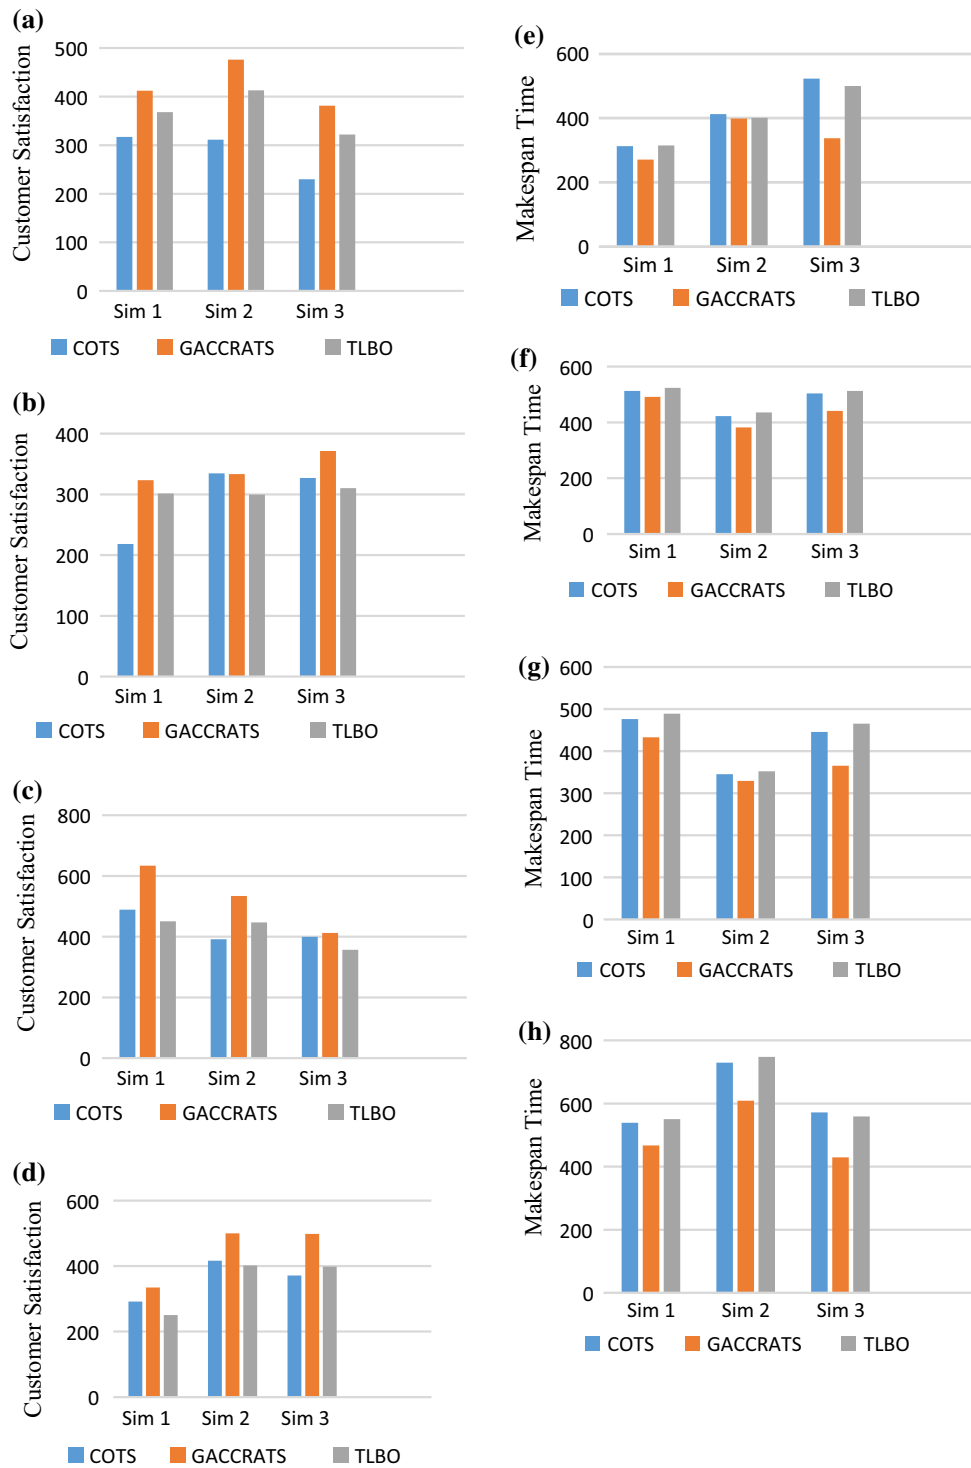 (a)
Customer Satisfaction
500
400
300
200
100
0
Sim 1 Sim 2 Sim 3
COTS GACCRATS TLBO
(b)
Customer Satisfaction
400
300
200
100
0
Sim 1 Sim 2 Sim 3
COTS GACCRATS TLBO
(c)
Customer Satisfaction
800
600
400
200
0
Sim 1 Sim 2 Sim 3
COTS GACCRATS TLBO
(d)
Customer Satisfaction
600
400
200
0
Sim 1 Sim 2 Sim 3
COTS GACCRATS TLBO
(e)
Makespan Time
600
400
200
0
Sim 1 Sim 2 Sim 3
COTS GACCRATS TLBO
(f)
Makespan Time
600
400
200
0
Sim 1 Sim 2 Sim 3
COTS GACCRATS TLBO
(g)
Makespan Time
600
500
400
300
200
100
0
Sim 1 Sim 2 Sim 3
COTS GACCRATS TLBO
(h)
Makespan Time
800
600
400
200
0
Sim 1 Sim 2 Sim 3
COTS GACCRATS TLBO